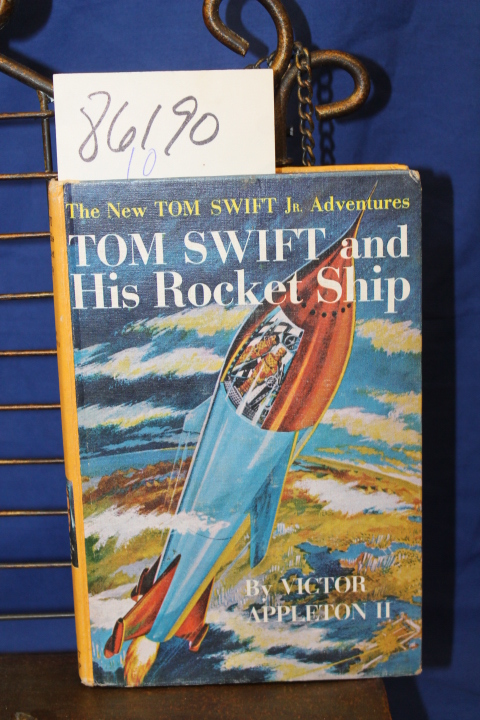 86190
10
The New TOM SWIFT Jr. Adventures
TOM SWIFT and
His Rocket Ship
By VICTOR
APPLETON II